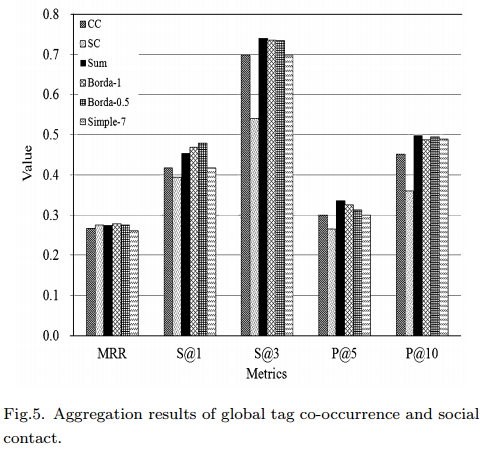 0.8
CC
SC
0.7
Sum
Borda-1
0.6
Borda-0.5
Simple-7
0.5
Value
0.4
0.3
0.2
0.1
0.0
MRR S@1 S@3 P@5 P@10
Metrics
Fig.5. Aggregation results of global tag co-occurrence and social
contact.